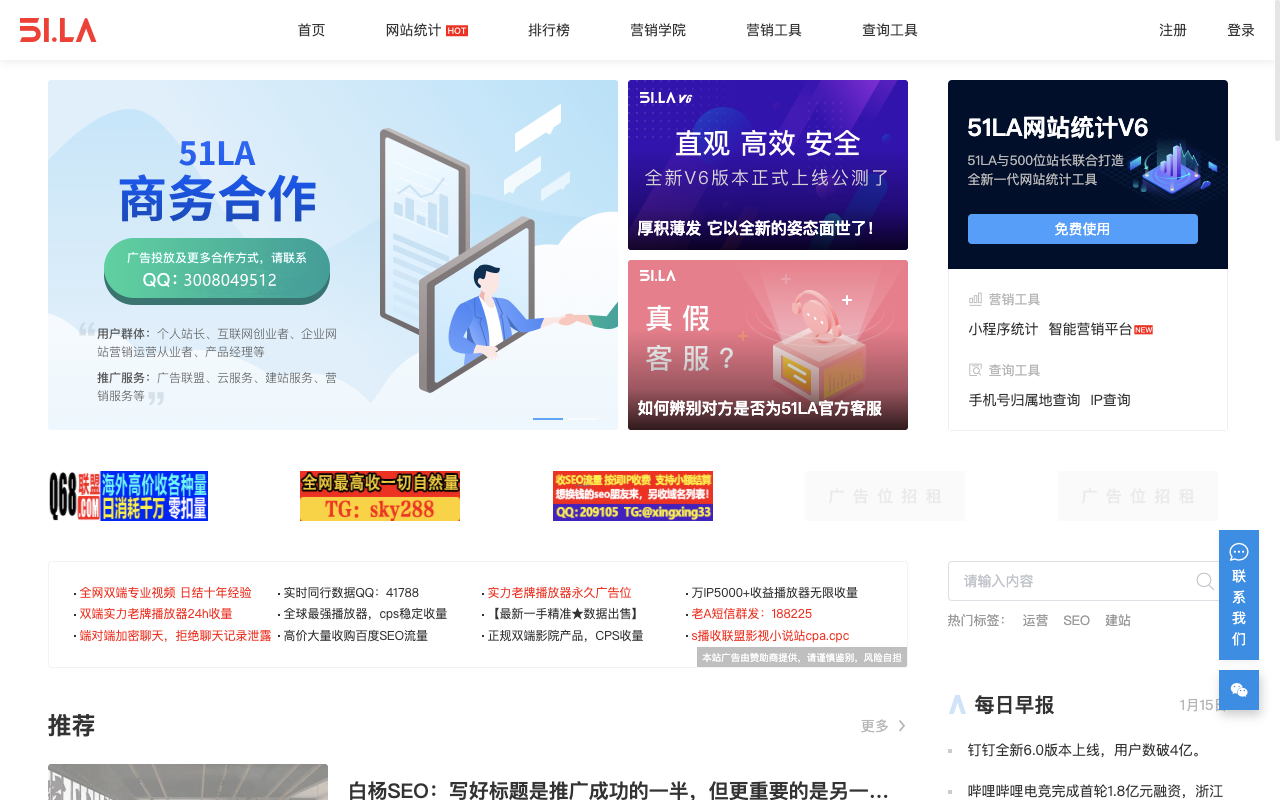 51.LA
首页
网站统计 HOT
排行榜
营销学院
营销工具
查询工具
注册
登录
51LA
商务合作
广告投放及更多合作方式，请联系
QQ：3008049512
用户群体：个人站长、互联网创业者、企业网
站营销运营从业者、产品经理等
推广服务：广告联盟、云服务、建站服务、营
销服务等
51.LA V6
直观 高效 安全
全新V6版本正式上线公测了
厚积薄发 它以全新的姿态面世了！
51.LA
真假
客服？
如何辨别对方是否为51LA官方客服
51LA网站统计V6
51LA与500位站长联合打造
全新一代网站统计工具
免费使用
营销工具
小程序统计 智能营销平台 NEW
查询工具
手机号归属地查询 IP查询
Q68联盟.COM
海外高价收各种量
日消耗千万 零扣量
全网最高收一切自然量
TG: sky288
收SEO流量 按词IP收费 支持小额结算
想换钱的seo朋友来，另收域名列表!
QQ:209105 TG:@xingxing33
广告位招租
广告位招租
全网双端专业视频 日结十年经验
实时同行数据QQ：41788
实力老牌播放器永久广告位
万IP5000+收益播放器无限收量
双端实力老牌播放器24h收量
全球最强播放器，cps稳定收量
【最新一手精准★数据出售】
老A短信群发：188225
端对端加密聊天，拒绝聊天记录泄露
高价大量收购百度SEO流量
正规双端影院产品，CPS收量
s播收联盟影视小说站cpa.cpc
本站广告由赞助商提供，请谨慎鉴别，风险自担
请输入内容
热门标签： 运营 SEO 建站
联系我们
推荐
更多
每日早报
1月15日
钉钉全新6.0版本上线，用户数破4亿。
哔哩哔哩电竞完成首轮1.8亿元融资，浙江
白杨SEO：写好标题是推广成功的一半，但更重要的是另一...